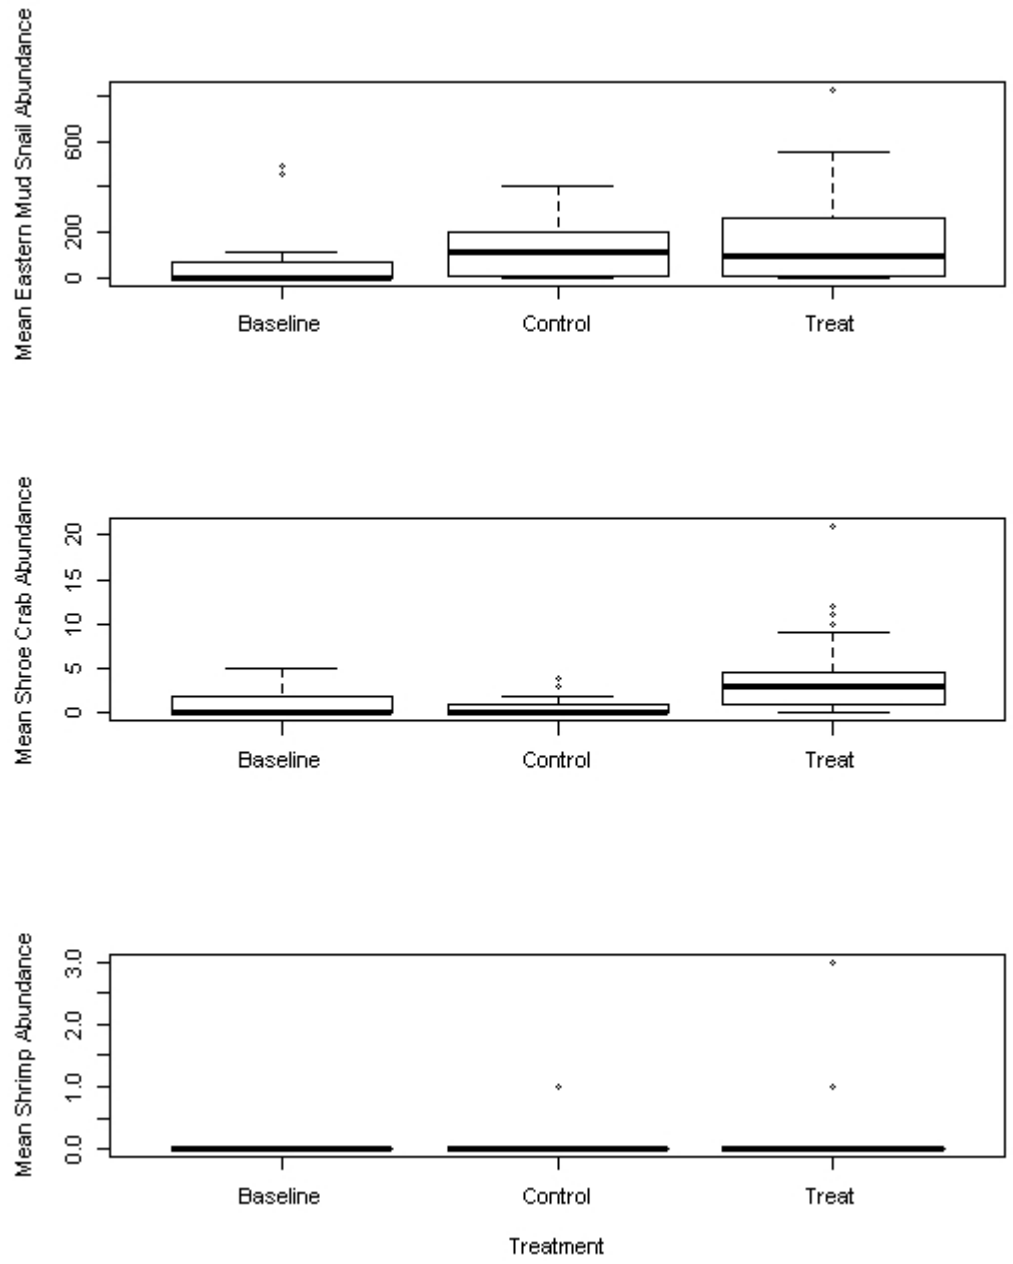 Mean Eastern Mud Snail Abundance
600
200
0
Baseline Control Treat
Mean Shroe Crab Abundance
20
15
10
5
0
Baseline Control Treat
Mean Shrimp Abundance
3.0
2.0
1.0
0.0
Baseline Control Treat
Treatment